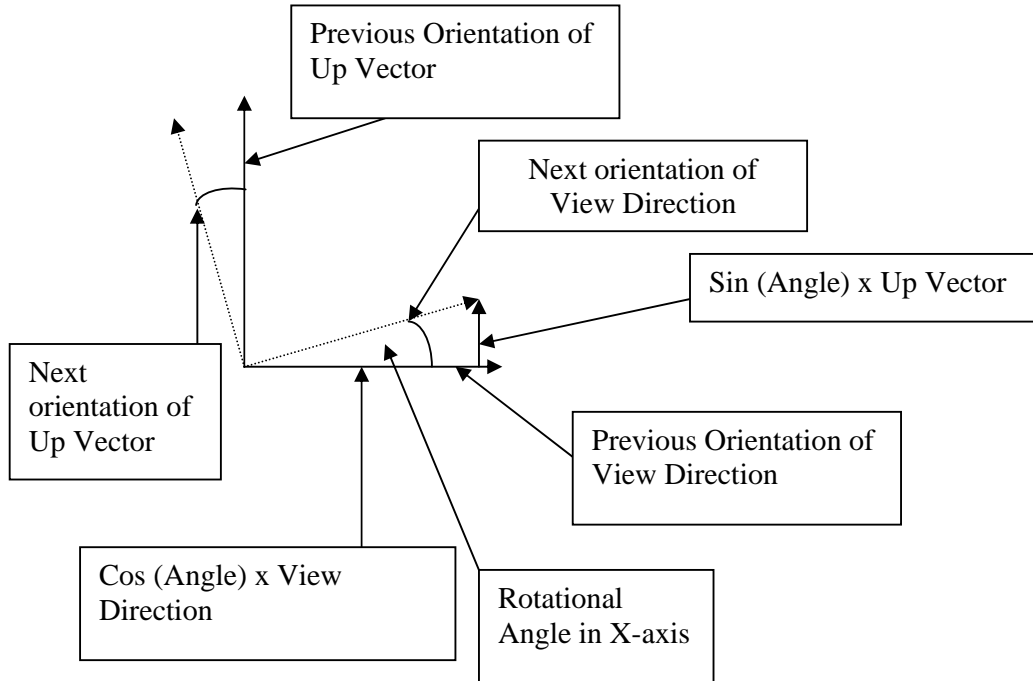 Previous Orientation of
Up Vector
Next orientation of
View Direction
Sin (Angle) x Up Vector
Next
orientation of
Up Vector
Previous Orientation of
View Direction
Cos (Angle) x View
Direction
Rotational
Angle in X-axis